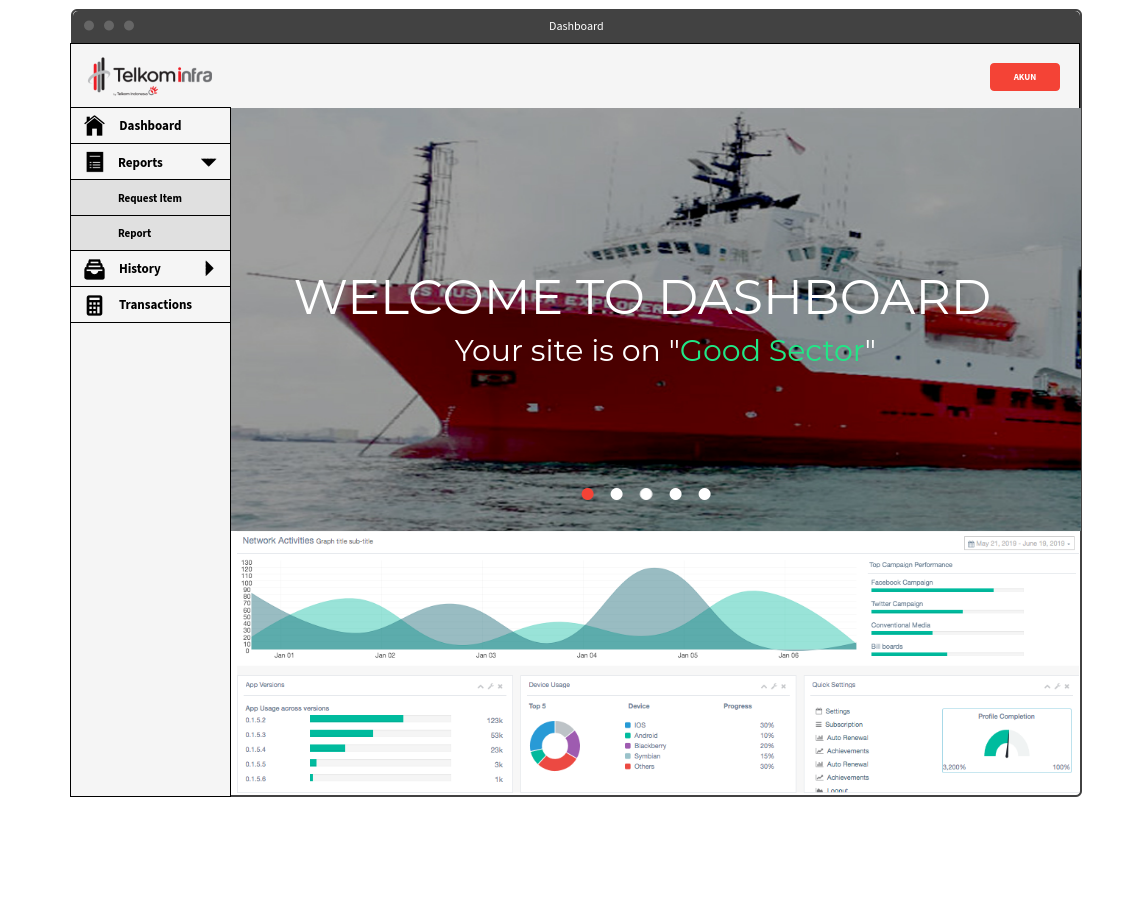 Dashboard
Telkominfra
by Telkom Indonesia
AKUN
Dashboard
Reports
Request Item
Report
History
Transactions
WELCOME TO DASHBOARD
Your site is on "Good Sector"
Network Activities Graph title sub-title
May 21, 2019 - June 19, 2019
130
120
110
100
90
80
70
60
50
40
30
20
10
0
Jan 01
Jan 02
Jan 03
Jan 04
Jan 05
Jan 06
Top Campaign Performance
Facebook Campaign
Twitter Campaign
Conventional Media
Bill boards
App Versions
App Usage across versions
0.1.5.2 123k
0.1.5.3 53k
0.1.5.4 23k
0.1.5.5 3k
0.1.5.6 1k
Device Usage
Top 5 Device Progress
IOS 30%
Android 10%
Blackberry 20%
Symbian 15%
Others 30%
Quick Settings
Settings
Subscription
Auto Renewal
Achievements
Auto Renewal
Achievements
Logout
Profile Completion
3,200% 100%